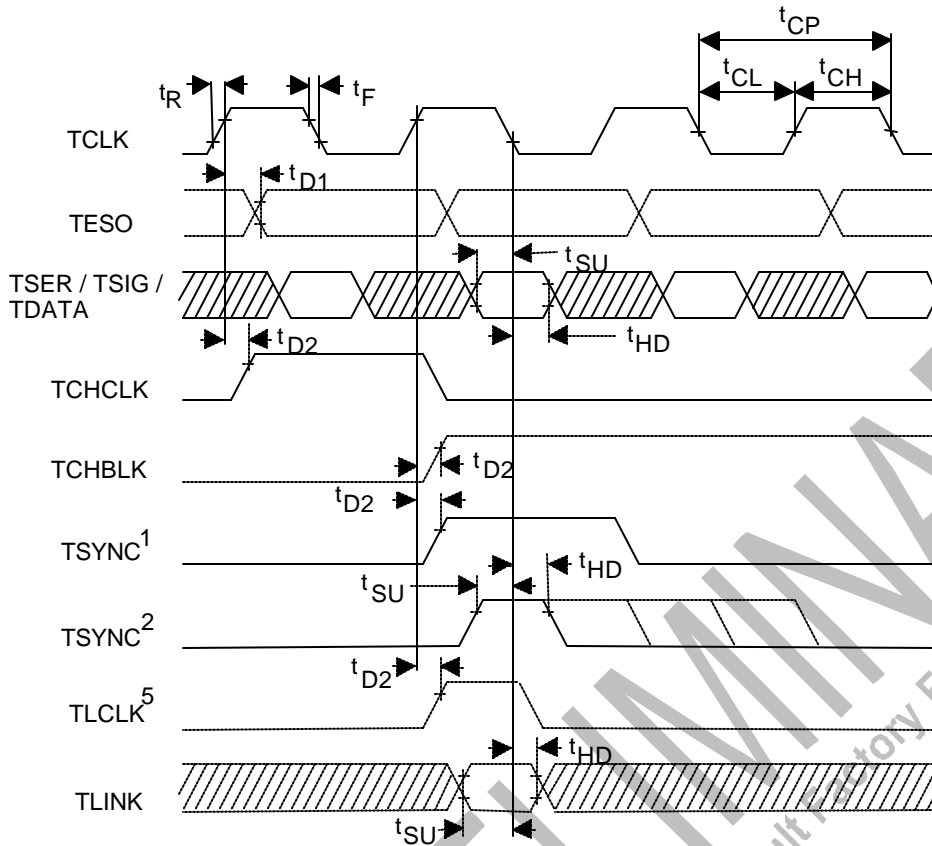 tCP
tCL tCH
tR tF
TCLK
tD1
TESO
tSU
TSER / TSIG /
TDATA
tHD
tD2
TCHCLK
TCHBLK
tD2
tD2
TSYNC1
tHD
tSU
TSYNC2
tD2
TLCLK5
tHD
TLINK
tSU
Factory